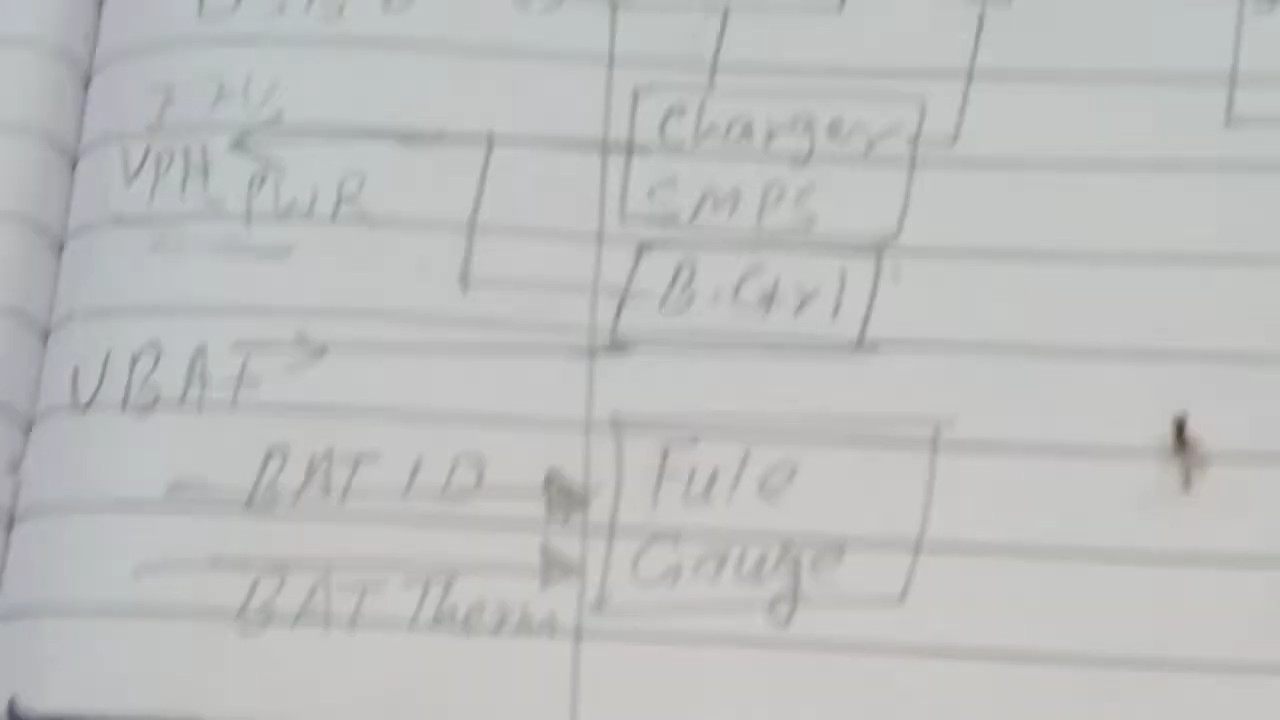 Charger
SMPS
VPH PWR
B.Ctrl
VBAT
BAT ID
Fule
Gauge
BAT Therm